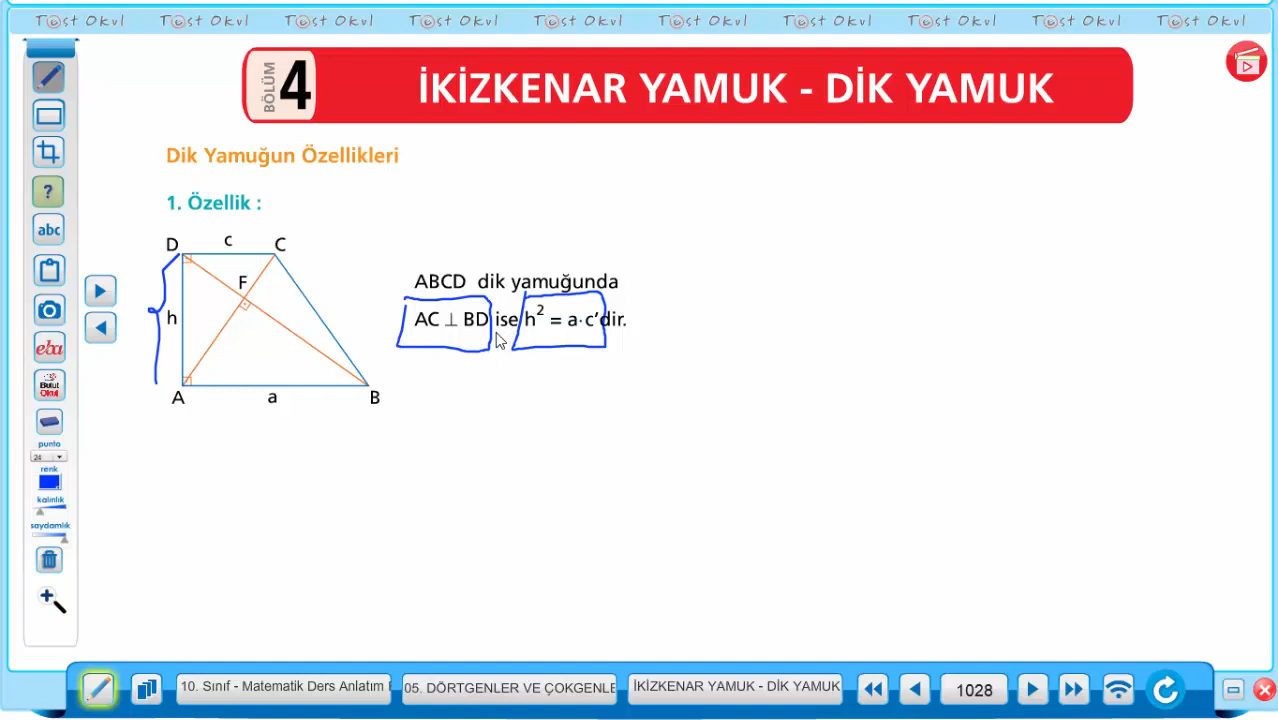 Test Okul Test Okul Test Okul Test Okul Test Okul Test Okul Test Okul Test Okul Test Okul Test Okul
BÖLÜM 4
İKİZKENAR YAMUK - DİK YAMUK
Dik Yamuğun Özellikleri
1. Özellik :
D c C
F
h
A a B
ABCD dik yamuğunda
AC ⊥ BD ise h² = a·c'dir.
?
abc
eba
Bulut Okul
punto
24
renk
kalınlık
saydamlık
10. Sınıf - Matematik Ders Anlatım
05. DÖRTGENLER VE ÇOKGENLE
İKİZKENAR YAMUK - DİK YAMUK
1028